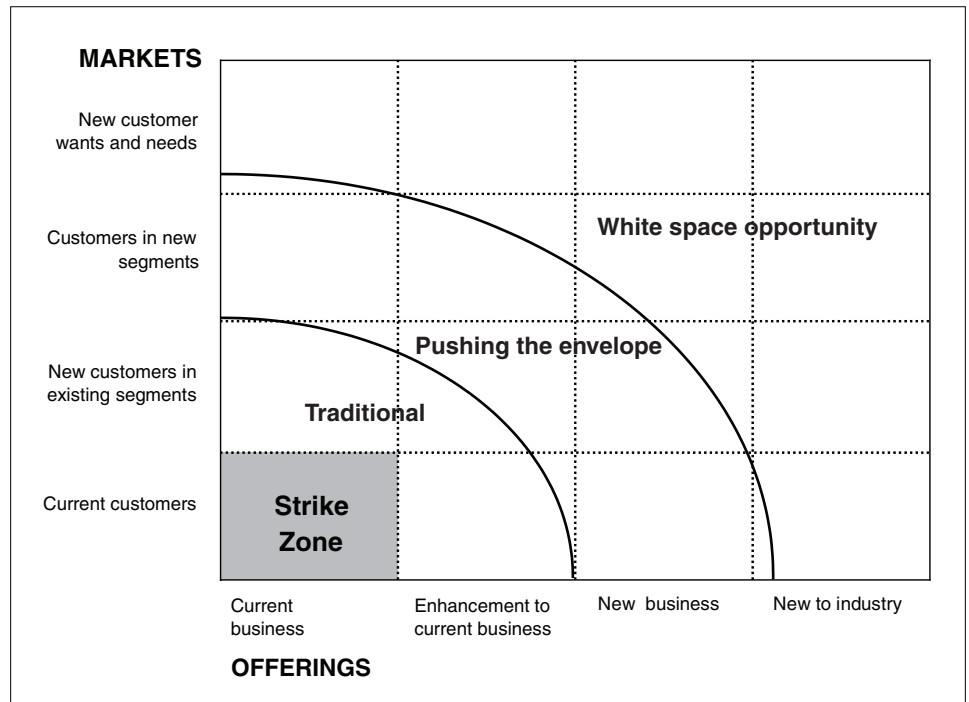 MARKETS
New customer
wants and needs
Customers in new
segments
New customers in
existing segments
Current customers
White space opportunity
Pushing the envelope
Traditional
Strike
Zone
Current
business
Enhancement to
current business
New business
New to industry
OFFERINGS